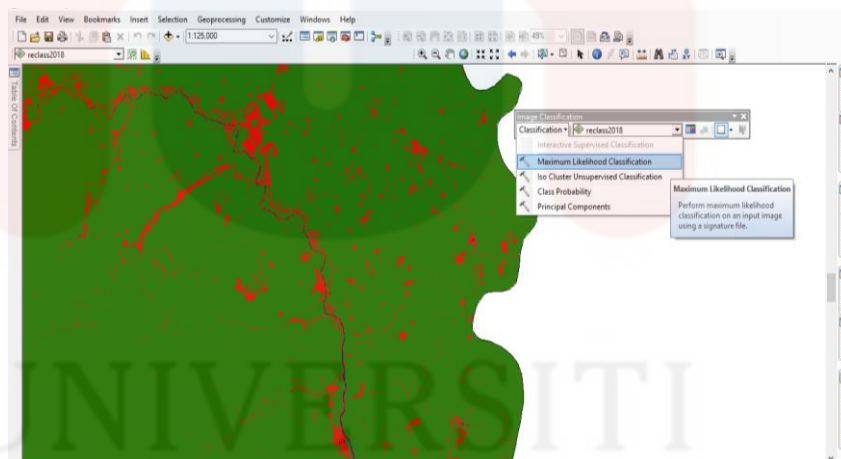 File Edit View Bookmarks Insert Selection Geoprocessing Customize Windows Help
1:125.000
reclass2018
Table Of Contents
Image Classification
Classification reclass2018
Interactive Supervised Classification
Maximum Likelihood Classification
Iso Cluster Unsupervised Classification
Class Probability
Principal Components
Maximum Likelihood Classification
Perform maximum likelihood
classification on an input image
using a signature file.
UNIVERSITI